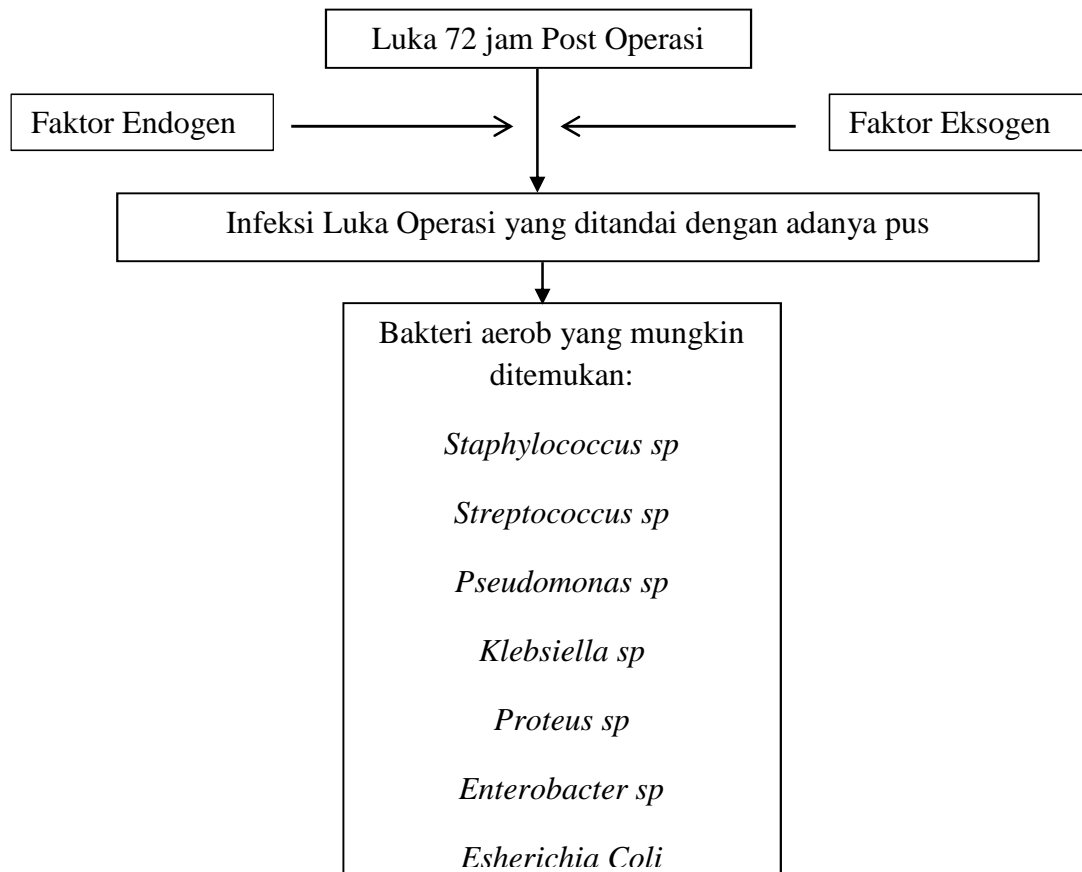 Luka 72 jam Post Operasi
Faktor Endogen
Faktor Eksogen
Infeksi Luka Operasi yang ditandai dengan adanya pus
Bakteri aerob yang mungkin
ditemukan:
Staphylococcus sp
Streptococcus sp
Pseudomonas sp
Klebsiella sp
Proteus sp
Enterobacter sp
Esherichia Coli